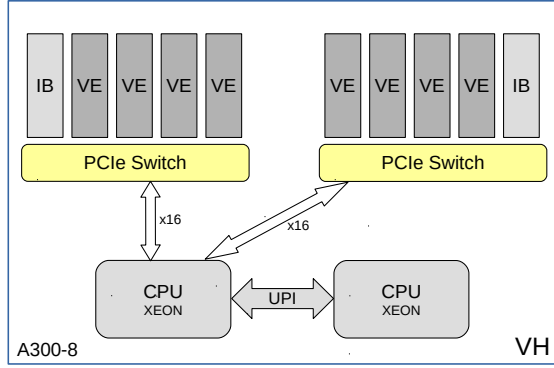 IB VE VE VE VE
VE VE VE VE IB
PCIe Switch
PCIe Switch
x16
x16
CPU
XEON
UPI
CPU
XEON
A300-8
VH